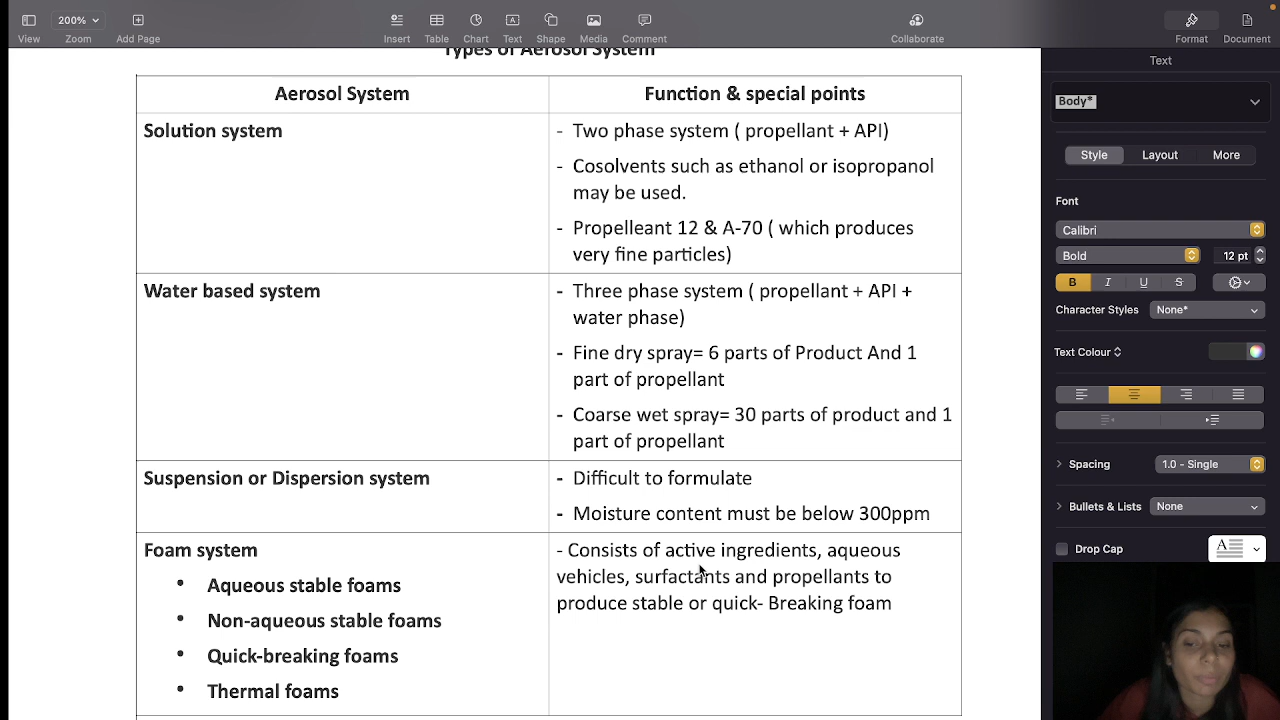 200%
View
Zoom
Add Page
Insert
Table
Chart
Text
Shape
Media
Comment
Collaborate
Format
Document
Types of Aerosol System
Aerosol System
Function & special points
Solution system
- Two phase system ( propellant + API)
- Cosolvents such as ethanol or isopropanol
may be used.
- Propelleant 12 & A-70 ( which produces
very fine particles)
Water based system
- Three phase system ( propellant + API +
water phase)
- Fine dry spray= 6 parts of Product And 1
part of propellant
- Coarse wet spray= 30 parts of product and 1
part of propellant
Suspension or Dispersion system
- Difficult to formulate
- Moisture content must be below 300ppm
Foam system
• Aqueous stable foams
• Non-aqueous stable foams
• Quick-breaking foams
• Thermal foams
- Consists of active ingredients, aqueous
vehicles, surfactants and propellants to
produce stable or quick- Breaking foam
Text
Body*
Style
Layout
More
Font
Calibri
Bold
12 pt
B
I
U
S
Character Styles
None*
Text Colour
Spacing
1.0 - Single
Bullets & Lists
None
Drop Cap
A